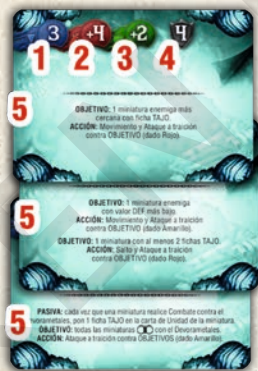 3 +4 +2 4
1 2 3 4
5
OBJETIVO: 1 miniatura enemiga más
cercana con ficha TAJO.
ACCIÓN: Movimiento y Ataque a traición
contra OBJETIVO (dado Rojo).
5
OBJETIVO: 1 miniatura enemiga
con valor DEF más bajo.
ACCIÓN: Movimiento y Ataque a traición
contra OBJETIVO (dado Amarillo).
OBJETIVO: 1 miniatura con al menos 2 fichas TAJO.
ACCIÓN: Salto y Ataque a traición
contra OBJETIVO (dado Rojo).
5
PASIVA: cada vez que una miniatura realice Combate contra el
vorametales, pon 1 ficha TAJO en la carta de Unidad de la miniatura.
OBJETIVO: todas las miniaturas con el Devorametales.
ACCIÓN: Ataque a traición contra OBJETIVOS (dado Amarillo).